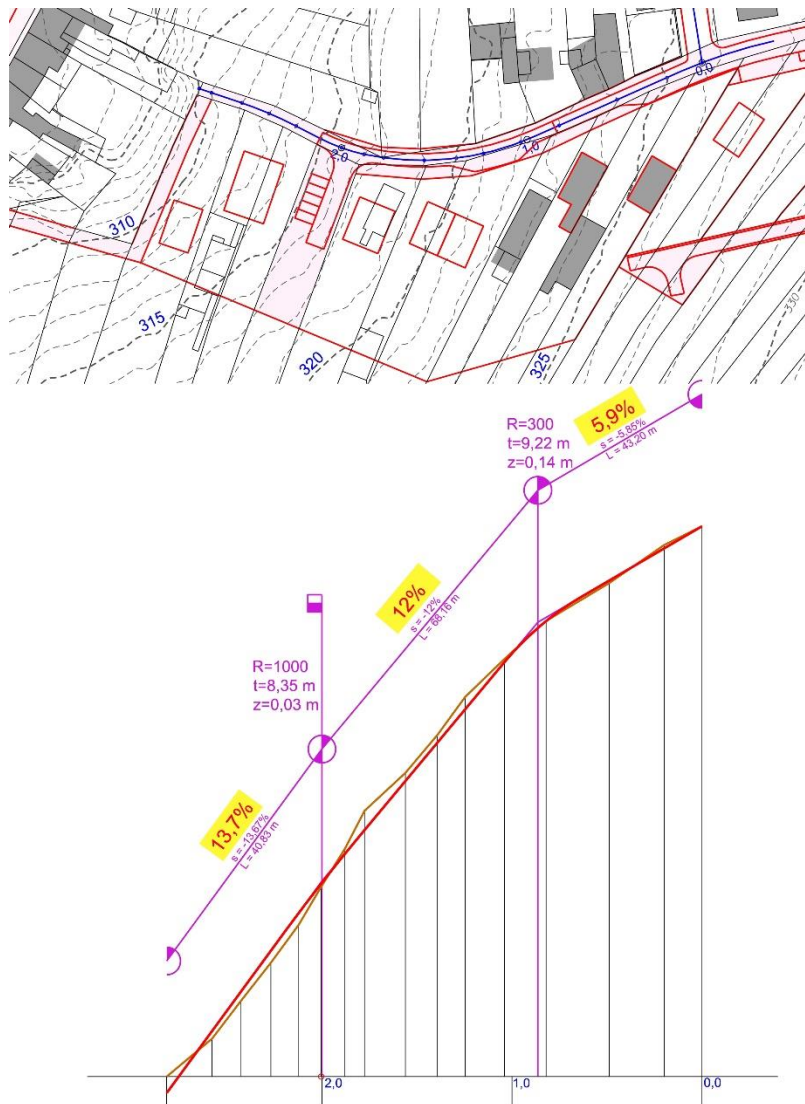 0,0
1,0
2,0
310
315
320
325
330
R=300
t=9,22 m
z=0,14 m
5,9%
s = -5,85%
L = 43,20 m
12%
s = -12%
L = 68,16 m
R=1000
t=8,35 m
z=0,03 m
13,7%
s = -13,67%
L = 40,83 m
2,0
1,0
0,0